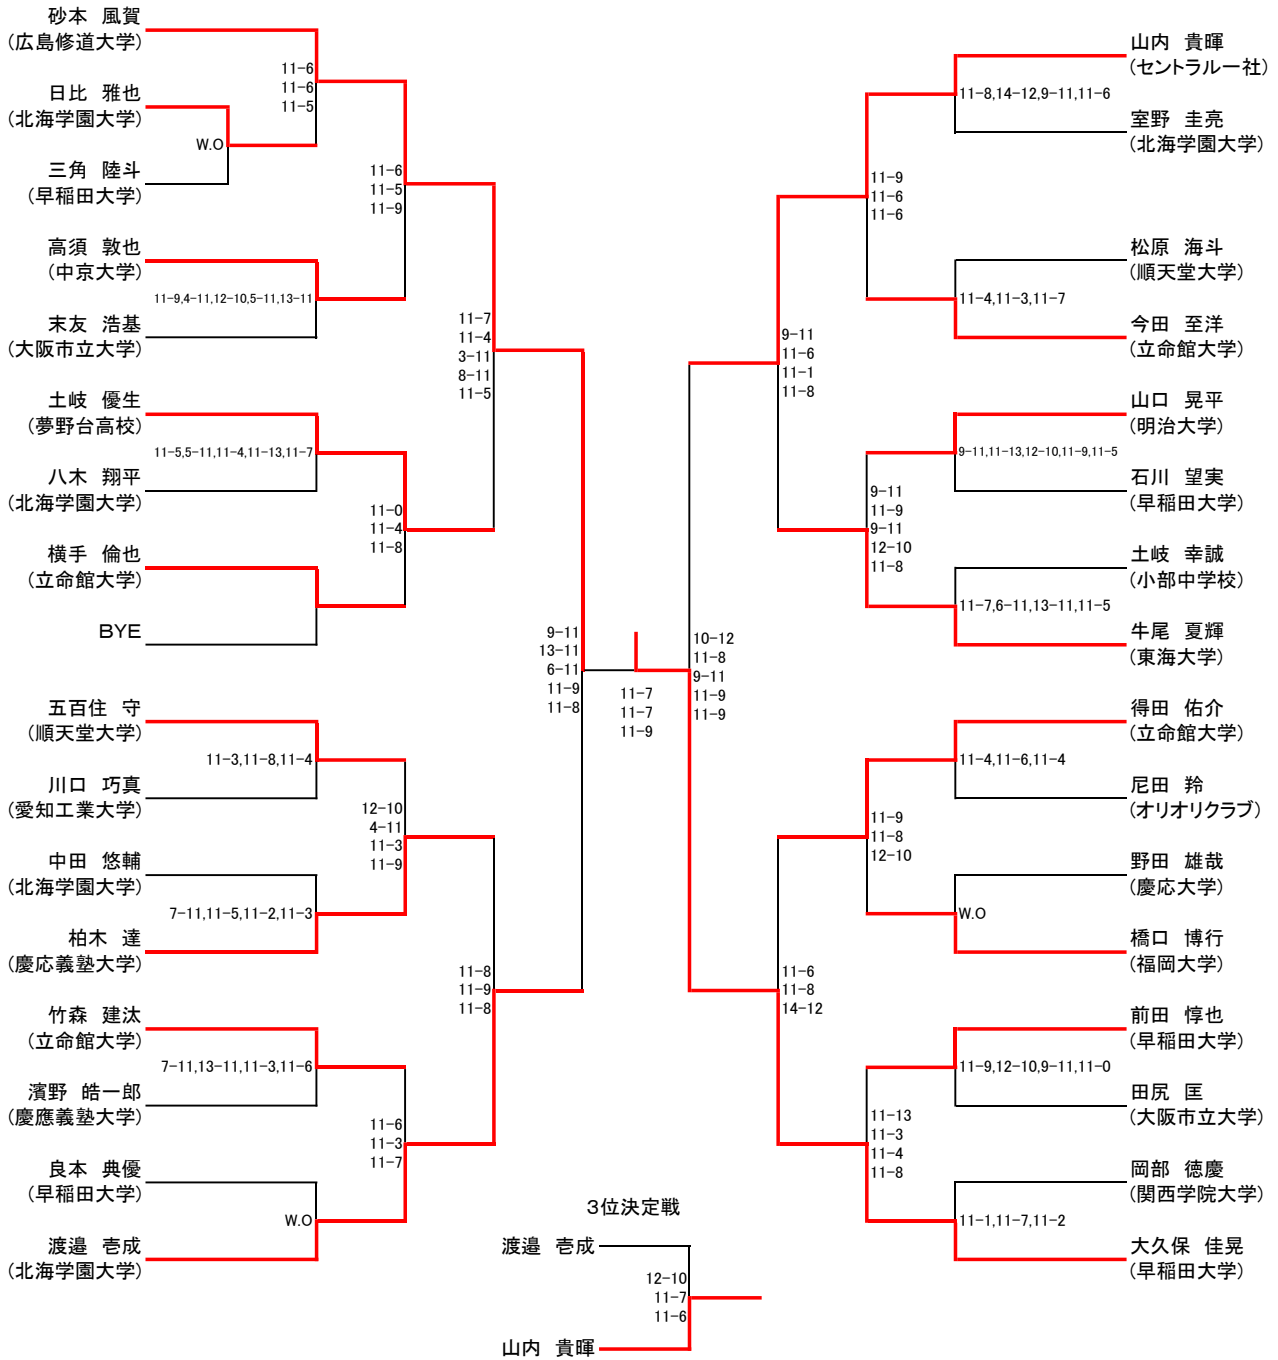 砂本 風賀
(広島修道大学)
11-6
11-6
11-5
日比 雅也
(北海学園大学)
W.O
三角 陸斗
(早稲田大学)
11-6
11-5
11-9
高須 敦也
(中京大学)
11-9,4-11,12-10,5-11,13-11
末友 浩基
(大阪市立大学)
11-7
11-4
3-11
8-11
11-5
土岐 優生
(夢野台高校)
11-5,5-11,11-4,11-13,11-7
八木 翔平
(北海学園大学)
11-0
11-4
11-8
横手 倫也
(立命館大学)
BYE
9-11
13-11
6-11
11-9
11-8
五百住 守
(順天堂大学)
11-3,11-8,11-4
川口 巧真
(愛知工業大学)
12-10
4-11
11-3
11-9
中田 悠輔
(北海学園大学)
7-11,11-5,11-2,11-3
柏木 達
(慶応義塾大学)
11-8
11-9
11-8
竹森 建汰
(立命館大学)
7-11,13-11,11-3,11-6
濱野 皓一郎
(慶應義塾大学)
11-6
11-3
11-7
良本 典優
(早稲田大学)
W.O
渡邉 壱成
(北海学園大学)
11-7
11-7
11-9
山内 貴暉
(セントラル一社)
11-8,14-12,9-11,11-6
室野 圭亮
(北海学園大学)
11-9
11-6
11-6
松原 海斗
(順天堂大学)
11-4,11-3,11-7
今田 至洋
(立命館大学)
9-11
11-6
11-1
11-8
山口 晃平
(明治大学)
9-11,11-13,12-10,11-9,11-5
石川 望実
(早稲田大学)
9-11
11-9
9-11
12-10
11-8
土岐 幸誠
(小部中学校)
11-7,6-11,13-11,11-5
牛尾 夏輝
(東海大学)
10-12
11-8
9-11
11-9
11-9
得田 佑介
(立命館大学)
11-4,11-6,11-4
尼田 羚
(オリオリクラブ)
11-9
11-8
12-10
野田 雄哉
(慶応大学)
W.O
橋口 博行
(福岡大学)
11-6
11-8
14-12
前田 惇也
(早稲田大学)
11-9,12-10,9-11,11-0
田尻 匡
(大阪市立大学)
11-13
11-3
11-4
11-8
岡部 徳慶
(関西学院大学)
11-1,11-7,11-2
大久保 佳晃
(早稲田大学)
3位決定戦
渡邉 壱成
12-10
11-7
11-6
山内 貴暉